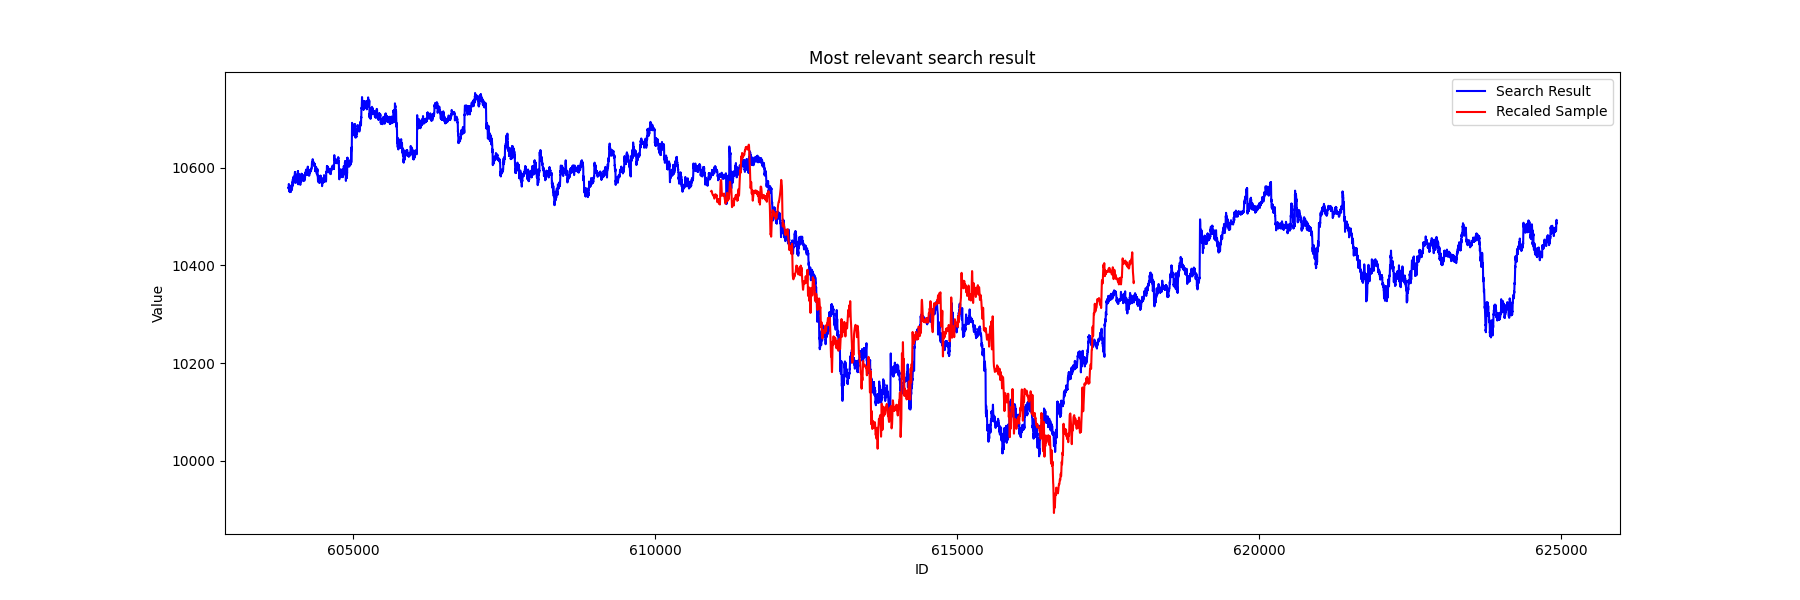 Most relevant search result
Search Result
Recaled Sample
Value
10600
10400
10200
10000
605000
610000
615000
620000
625000
ID